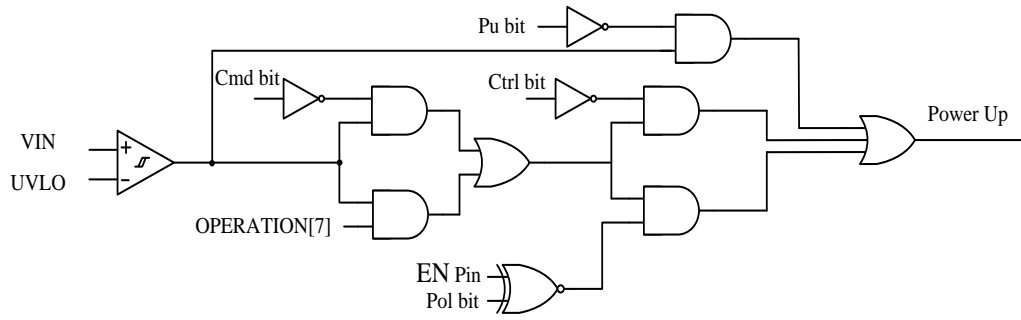 Pu bit
Cmd bit
Ctrl bit
Power Up
VIN
+
UVLO
−
OPERATION[7]
EN Pin
Pol bit